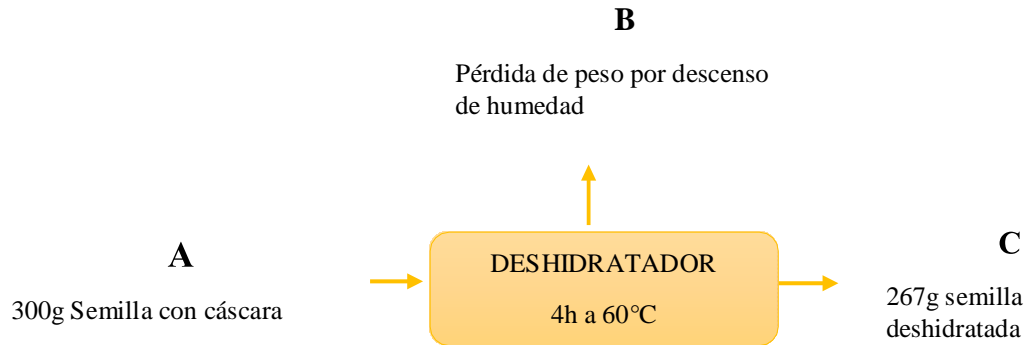 B
Pérdida de peso por descenso
de humedad
A
300g Semilla con cáscara
DESHIDRATADOR
4h a 60°C
C
267g semilla
deshidratada